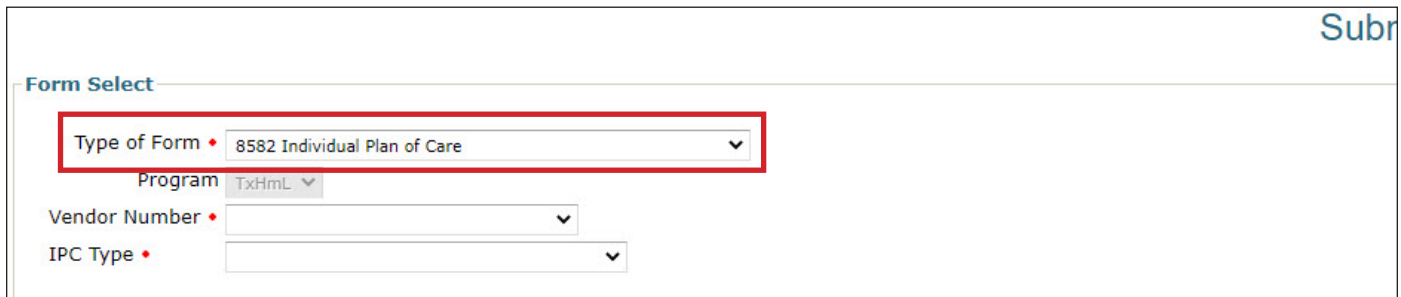 Subr
Form Select
Type of Form • 8582 Individual Plan of Care
Program TxHmL
Vendor Number •
IPC Type •